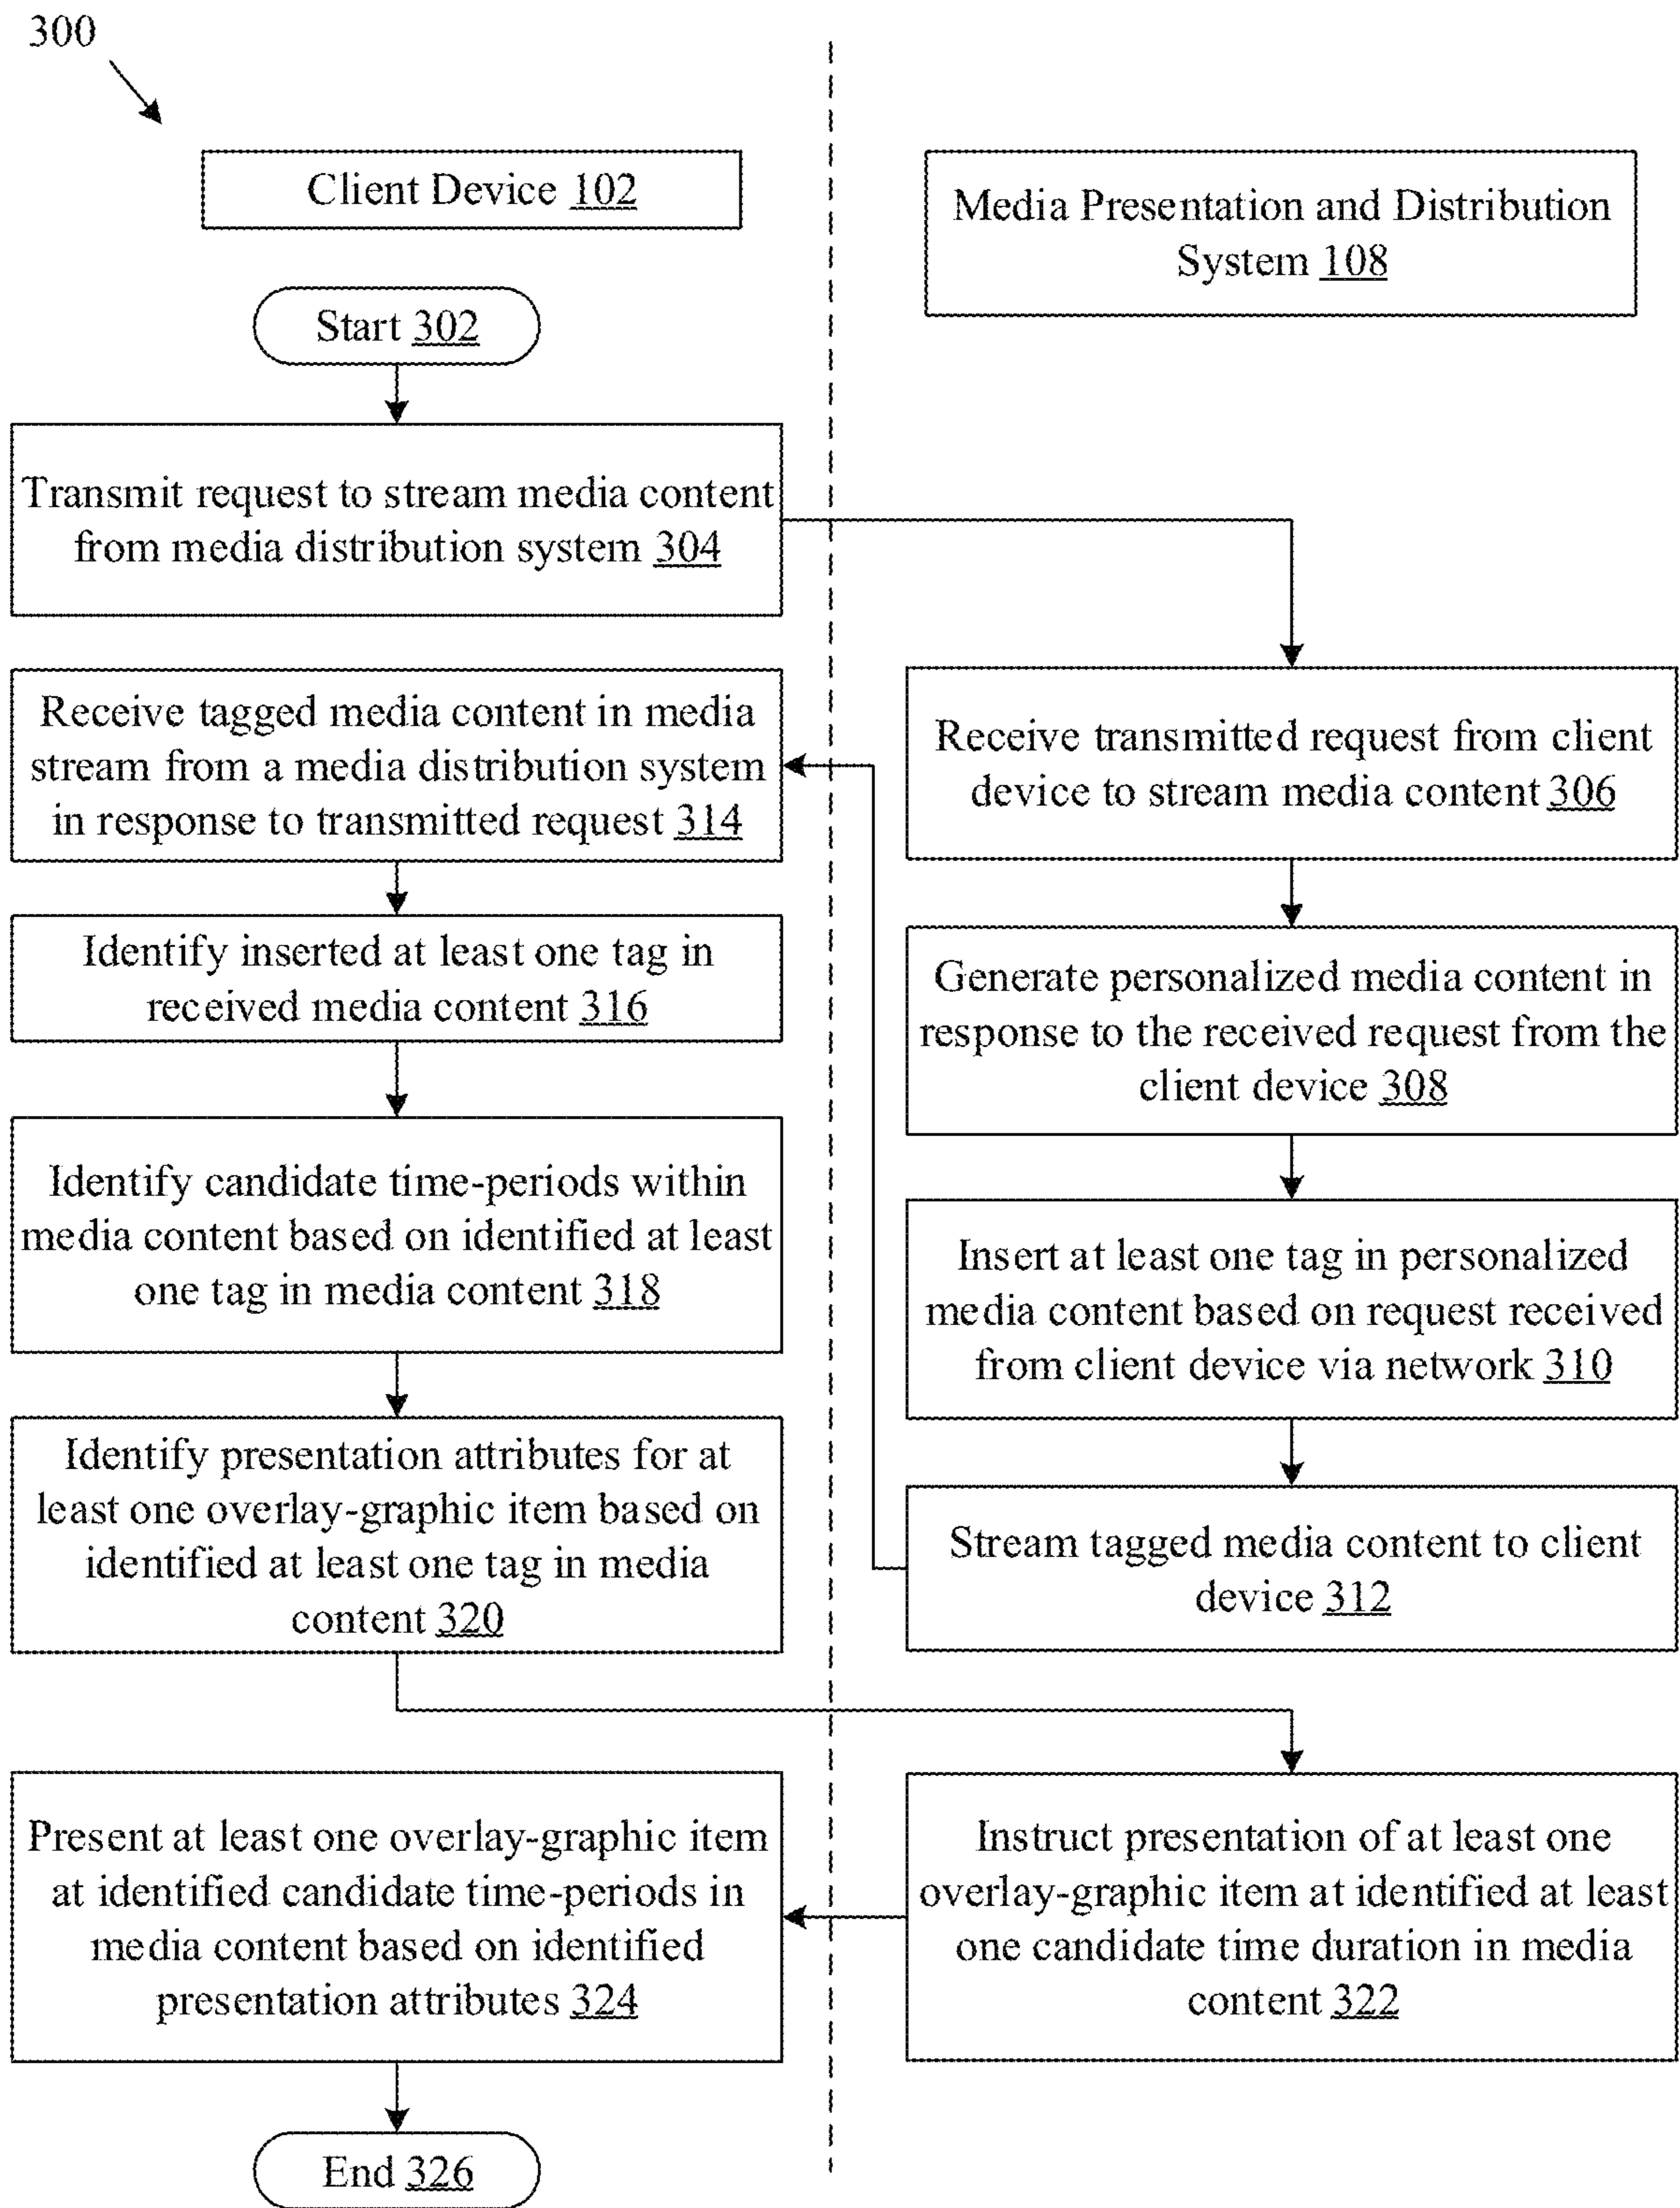 300
Client Device 102
Media Presentation and Distribution
System 108
Start 302
Transmit request to stream media content
from media distribution system 304
Receive transmitted request from client
device to stream media content 306
Generate personalized media content in
response to the received request from the
client device 308
Insert at least one tag in personalized
media content based on request received
from client device via network 310
Stream tagged media content to client
device 312
Receive tagged media content in media
stream from a media distribution system
in response to transmitted request 314
Identify inserted at least one tag in
received media content 316
Identify candidate time-periods within
media content based on identified at least
one tag in media content 318
Identify presentation attributes for at
least one overlay-graphic item based on
identified at least one tag in media
content 320
Instruct presentation of at least one
overlay-graphic item at identified at least
one candidate time duration in media
content 322
Present at least one overlay-graphic item
at identified candidate time-periods in
media content based on identified
presentation attributes 324
End 326